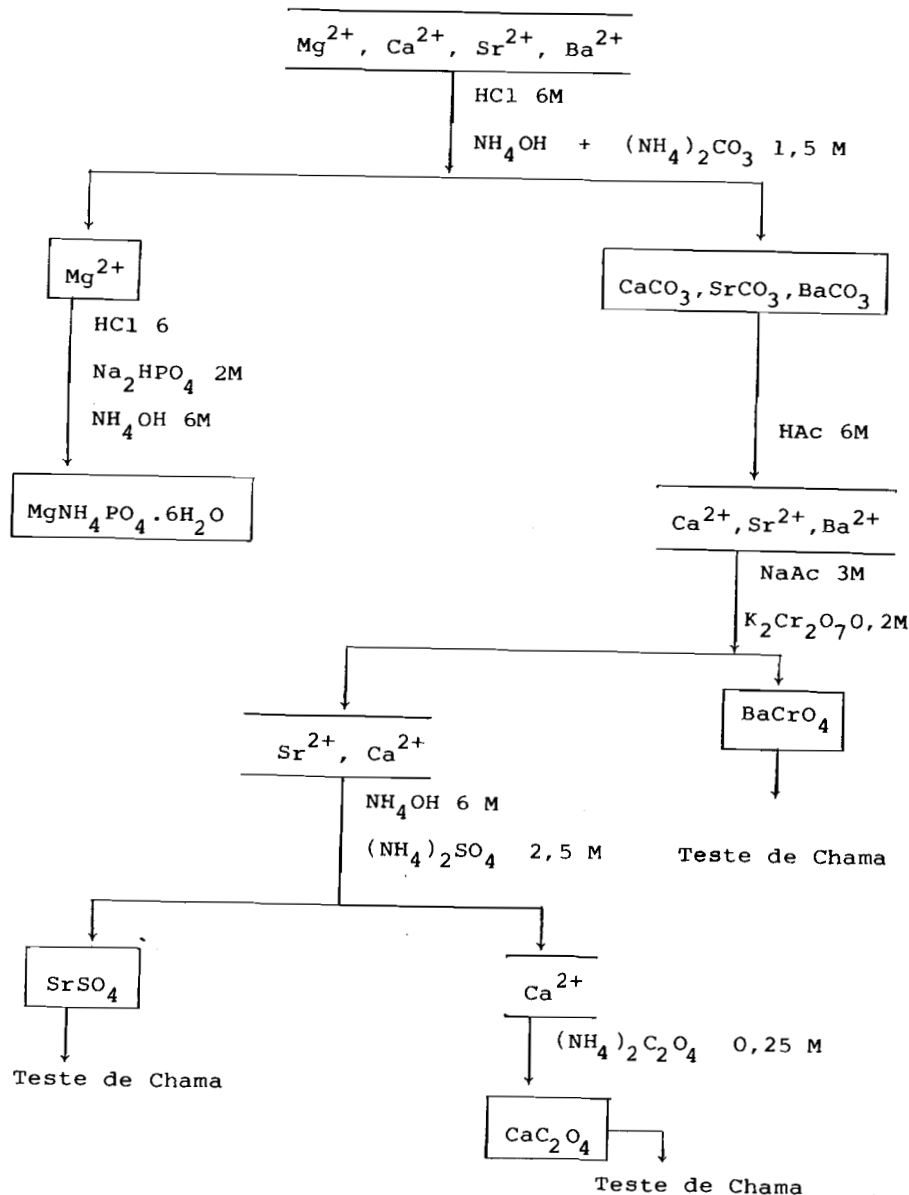 Mg²⁺, Ca²⁺, Sr²⁺, Ba²⁺
HCl 6M
NH₄OH + (NH₄)₂CO₃ 1,5 M
Mg²⁺
CaCO₃,SrCO₃,BaCO₃
HCl 6
Na₂HPO₄ 2M
NH₄OH 6M
HAc 6M
MgNH₄PO₄.6H₂O
Ca²⁺,Sr²⁺,Ba²⁺
NaAc 3M
K₂Cr₂O₇0,2M
Sr²⁺, Ca²⁺
BaCrO₄
NH₄OH 6 M
(NH₄)₂SO₄ 2,5 M
Teste de Chama
SrSO₄
Ca²⁺
(NH₄)₂C₂O₄ 0,25 M
Teste de Chama
CaC₂O₄
Teste de Chama